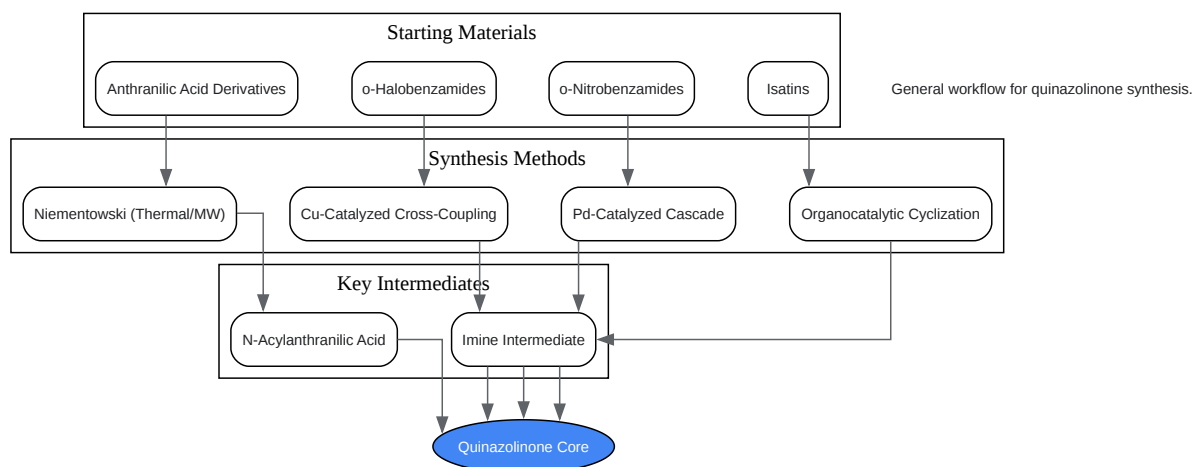 Starting Materials
Anthranilic Acid Derivatives
o-Halobenzamides
o-Nitrobenzamides
Isatins
General workflow for quinazolinone synthesis.
Synthesis Methods
Niementowski (Thermal/MW)
Cu-Catalyzed Cross-Coupling
Pd-Catalyzed Cascade
Organocatalytic Cyclization
Key Intermediates
N-Acylanthranilic Acid
Imine Intermediate
Quinazolinone Core